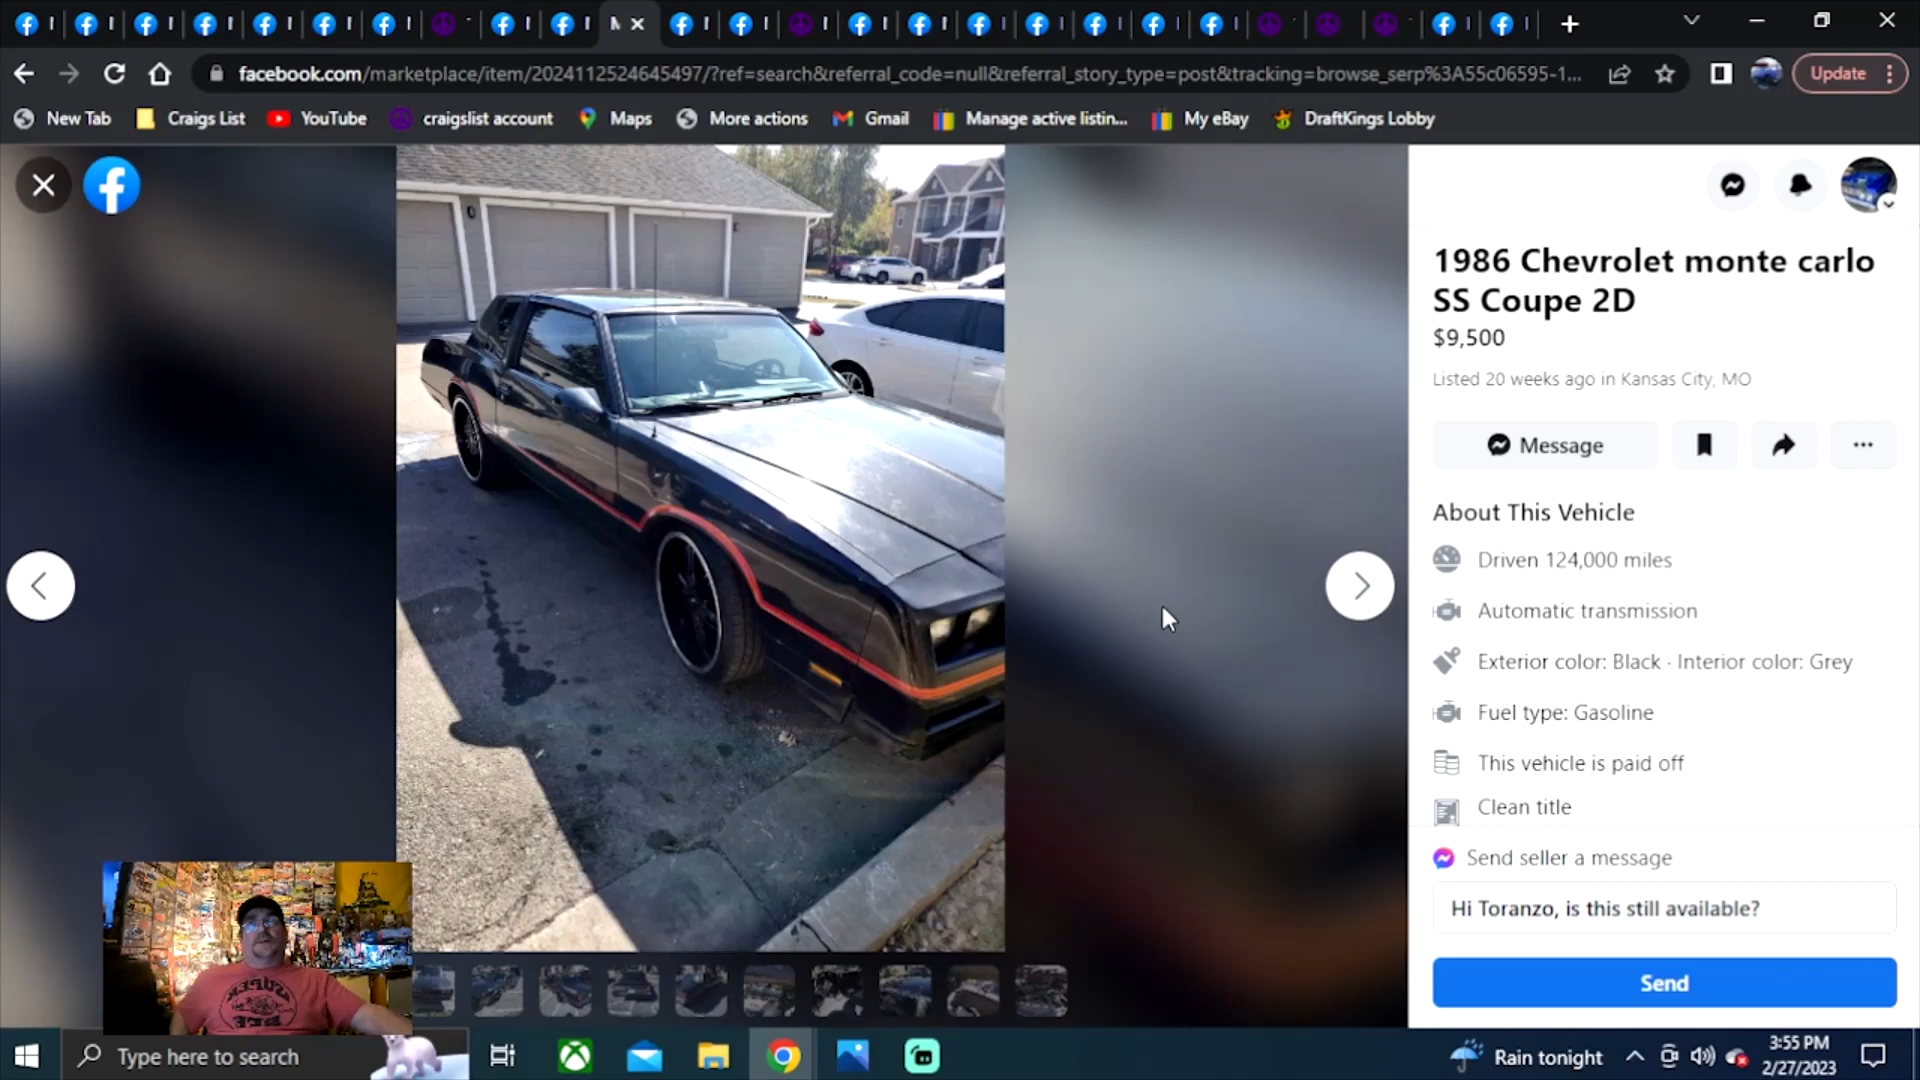 facebook.com/marketplace/item/2024112524645497/?ref=search&referral_code=null&referral_story_type=post&tracking=browse_serp%3A55c06595-1...
Update
New Tab
Craigs List
YouTube
craigslist account
Maps
More actions
Gmail
Manage active listin...
My eBay
DraftKings Lobby
1986 Chevrolet monte carlo
SS Coupe 2D
$9,500
Listed 20 weeks ago in Kansas City, MO
Message
About This Vehicle
Driven 124,000 miles
Automatic transmission
Exterior color: Black · Interior color: Grey
Fuel type: Gasoline
This vehicle is paid off
Clean title
Send seller a message
Hi Toranzo, is this still available?
Send
Type here to search
Rain tonight
3:55 PM
2/27/2023